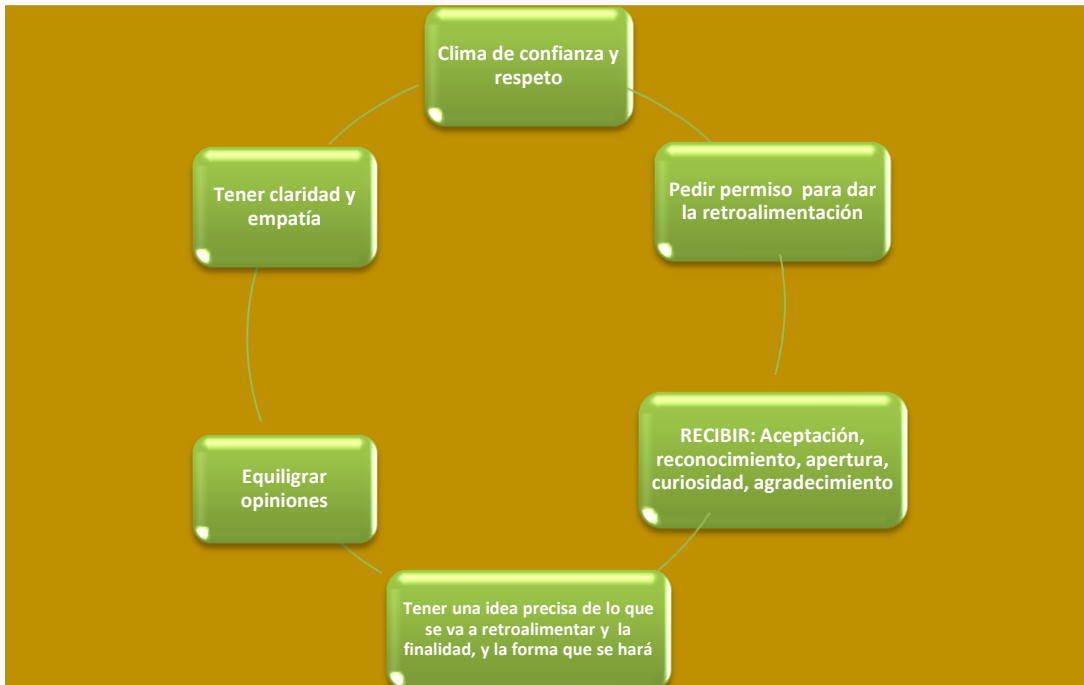 Clima de confianza y
respeto
Pedir permiso para dar
la retroalimentación
RECIBIR: Aceptación,
reconocimiento, apertura,
curiosidad, agradecimiento
Tener una idea precisa de lo que
se va a retroalimentar y la
finalidad, y la forma que se hará
Equiligrar
opiniones
Tener claridad y
empatía